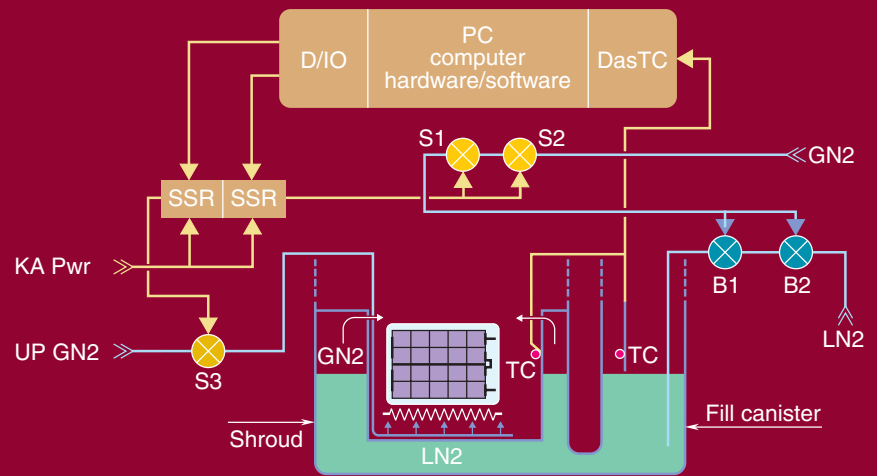 PC
D/IO
computer
DasTC
hardware/software
S1
S2
GN2
SSR
SSR
KA Pwr
B1
B2
UP GN2
S3
GN2
TC
TC
LN2
Shroud
Fill canister
LN2